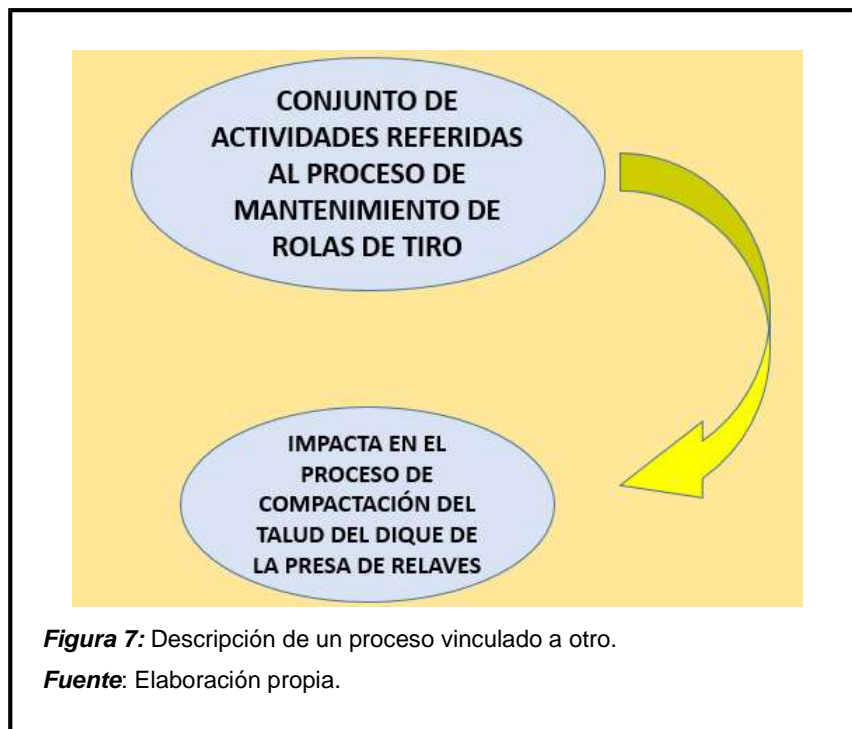 CONJUNTO DE
ACTIVIDADES REFERIDAS
AL PROCESO DE
MANTENIMIENTO DE
ROLAS DE TIRO
IMPACTA EN EL
PROCESO DE
COMPACTACIÓN DEL
TALUD DEL DIQUE DE
LA PRESA DE RELAVES
Figura 7: Descripción de un proceso vinculado a otro.
Fuente: Elaboración propia.